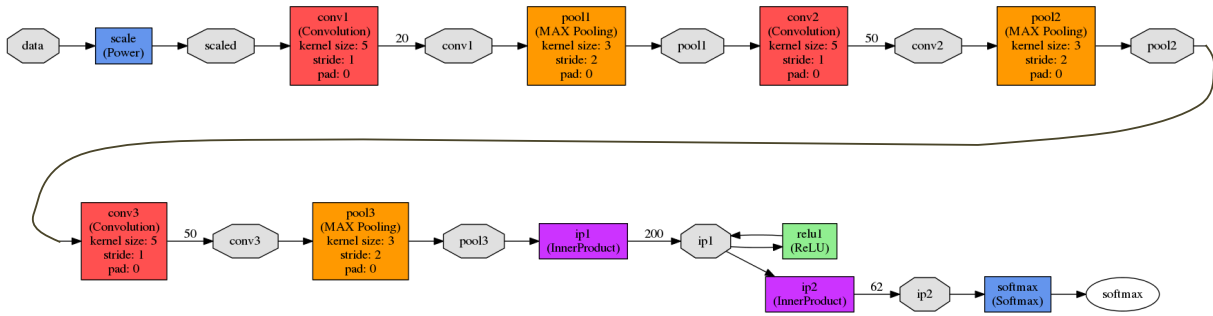 data
scale
(Power)
scaled
conv1
(Convolution)
kernel size: 5
stride: 1
pad: 0
20
conv1
pool1
(MAX Pooling)
kernel size: 3
stride: 2
pad: 0
pool1
conv2
(Convolution)
kernel size: 5
stride: 1
pad: 0
50
conv2
pool2
(MAX Pooling)
kernel size: 3
stride: 2
pad: 0
pool2
conv3
(Convolution)
kernel size: 5
stride: 1
pad: 0
50
conv3
pool3
(MAX Pooling)
kernel size: 3
stride: 2
pad: 0
pool3
ip1
(InnerProduct)
200
ip1
relu1
(ReLU)
ip2
(InnerProduct)
62
ip2
softmax
(Softmax)
softmax